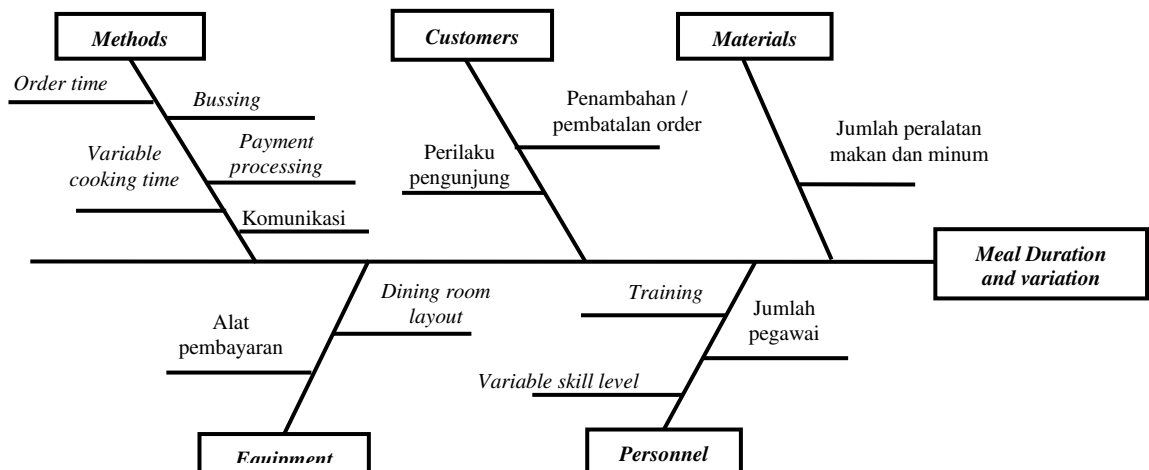 Methods
Customers
Materials
Order time
Bussing
Payment
processing
Variable
cooking time
Komunikasi
Penambahan /
pembatalan order
Perilaku
pengunjung
Jumlah peralatan
makan dan minum
Meal Duration
and variation
Dining room
layout
Alat
pembayaran
Training
Jumlah
pegawai
Variable skill level
Equipment
Personnel